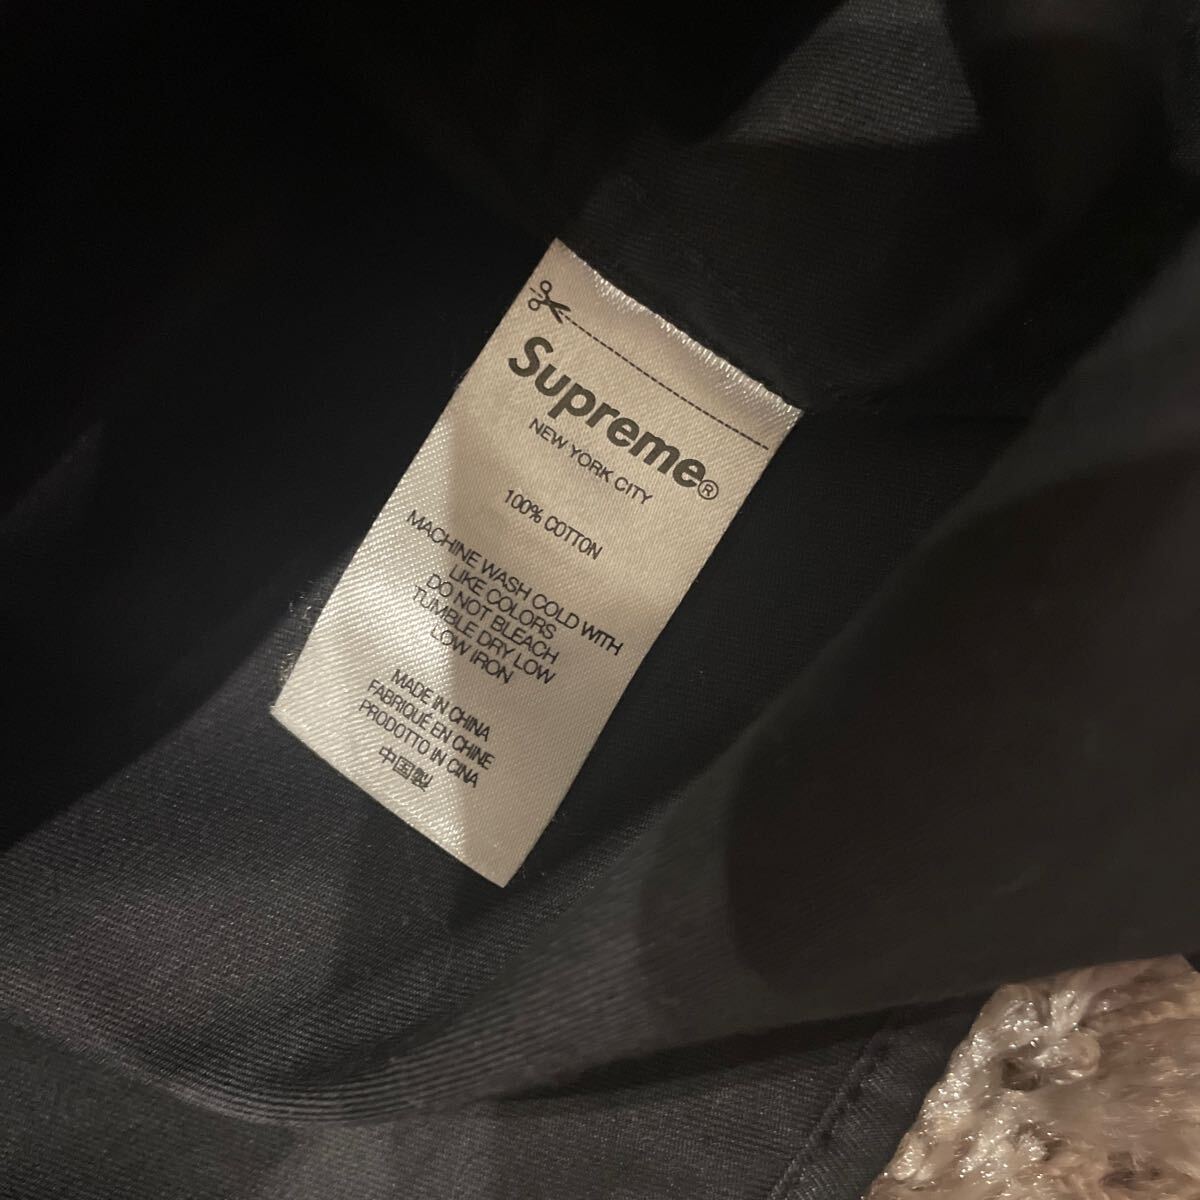 Supreme®
NEW YORK CITY
100% COTTON
MACHINE WASH COLD WITH
LIKE COLORS
DO NOT BLEACH
TUMBLE DRY LOW
LOW IRON
MADE IN CHINA
FABRIQUÉ EN CHINE
PRODOTTO IN CINA
中国製